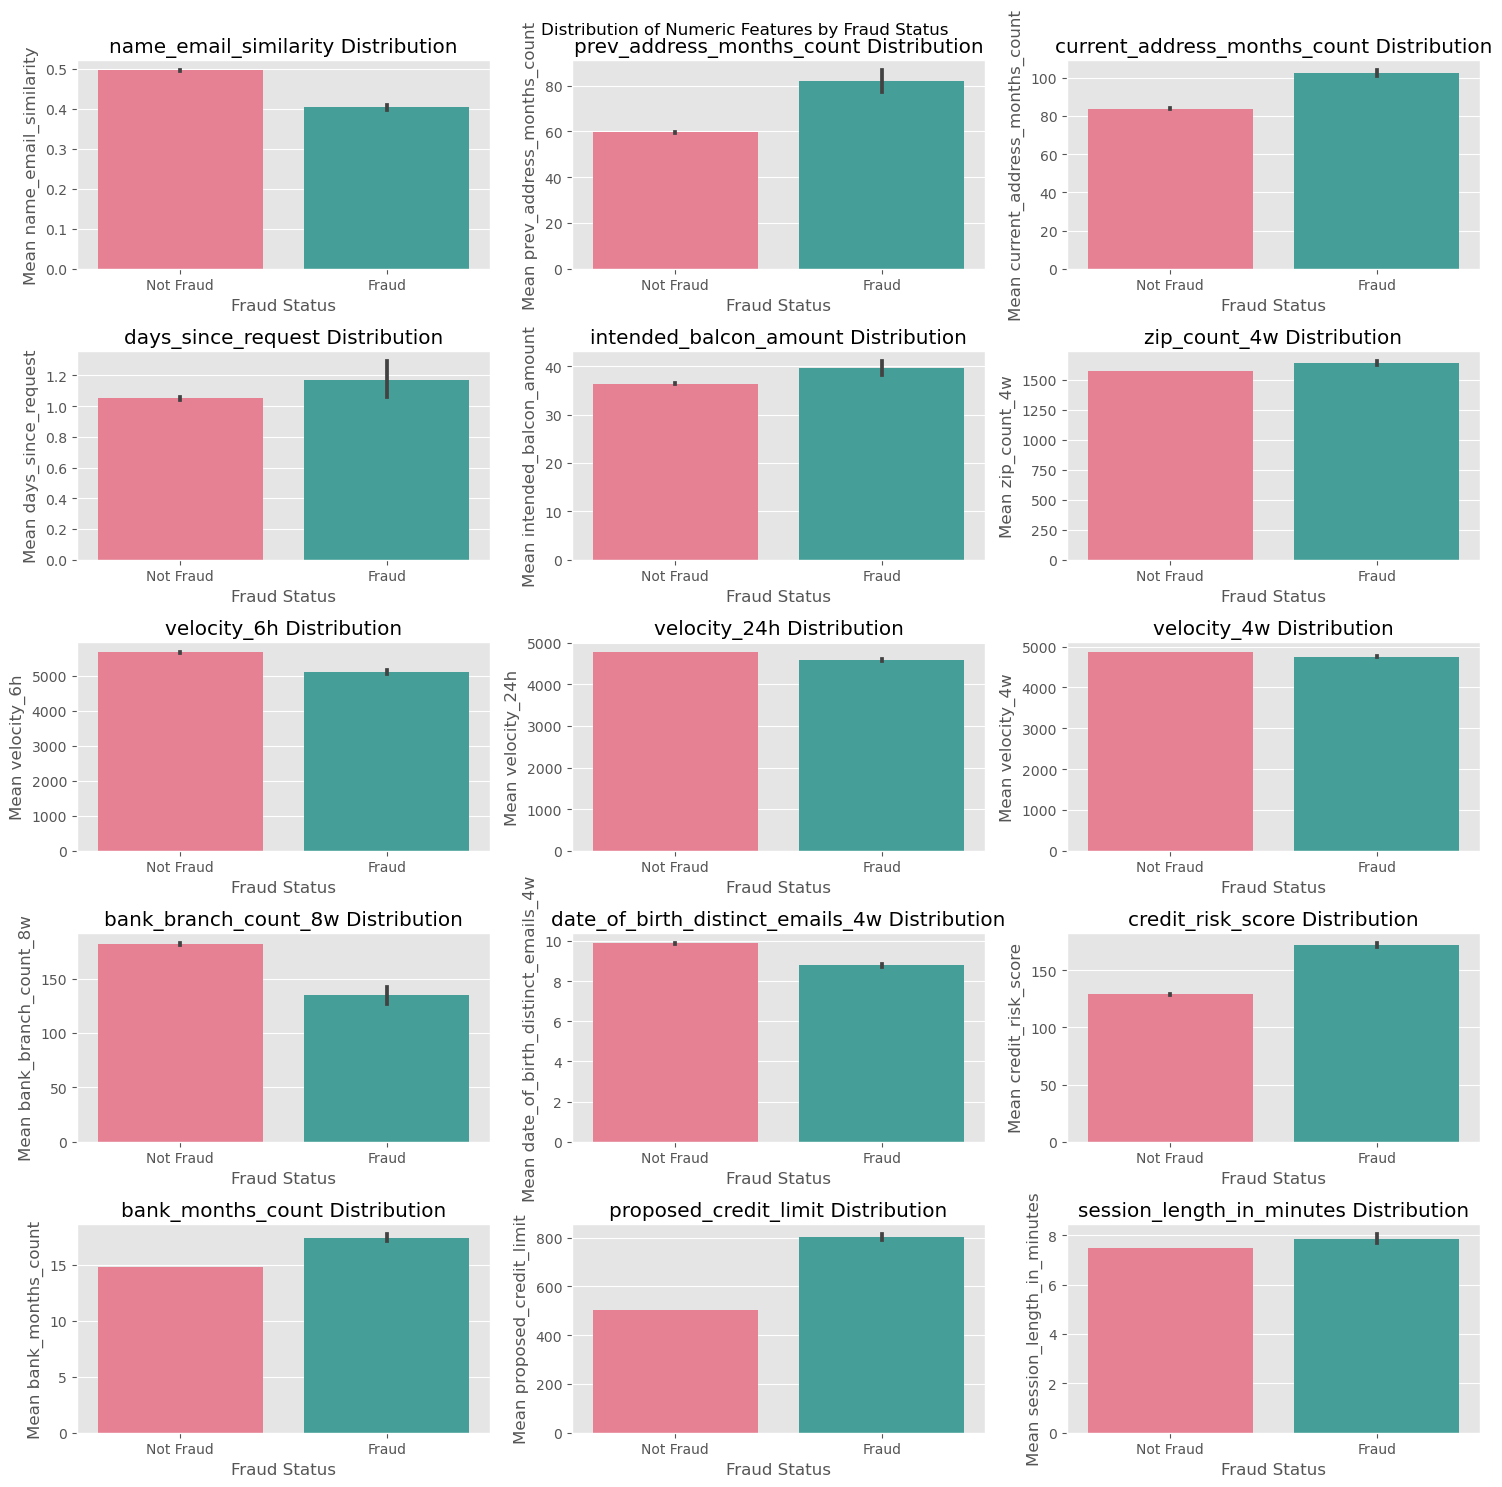 Distribution of Numeric Features by Fraud Status
name_email_similarity Distribution
Mean name_email_similarity
0.5
0.4
0.3
0.2
0.1
0.0
Not Fraud
Fraud
Fraud Status
prev_address_months_count Distribution
Mean prev_address_months_count
80
60
40
20
0
Not Fraud
Fraud
Fraud Status
current_address_months_count Distribution
Mean current_address_months_count
100
80
60
40
20
0
Not Fraud
Fraud
Fraud Status
days_since_request Distribution
Mean days_since_request
1.2
1.0
0.8
0.6
0.4
0.2
0.0
Not Fraud
Fraud
Fraud Status
intended_balcon_amount Distribution
Mean intended_balcon_amount
40
30
20
10
0
Not Fraud
Fraud
Fraud Status
zip_count_4w Distribution
Mean zip_count_4w
1500
1250
1000
750
500
250
0
Not Fraud
Fraud
Fraud Status
velocity_6h Distribution
Mean velocity_6h
5000
4000
3000
2000
1000
0
Not Fraud
Fraud
Fraud Status
velocity_24h Distribution
Mean velocity_24h
5000
4000
3000
2000
1000
0
Not Fraud
Fraud
Fraud Status
velocity_4w Distribution
Mean velocity_4w
5000
4000
3000
2000
1000
0
Not Fraud
Fraud
Fraud Status
bank_branch_count_8w Distribution
Mean bank_branch_count_8w
150
100
50
0
Not Fraud
Fraud
Fraud Status
date_of_birth_distinct_emails_4w Distribution
Mean date_of_birth_distinct_emails_4w
10
8
6
4
2
0
Not Fraud
Fraud
Fraud Status
credit_risk_score Distribution
Mean credit_risk_score
150
100
50
0
Not Fraud
Fraud
Fraud Status
bank_months_count Distribution
Mean bank_months_count
15
10
5
0
Not Fraud
Fraud
Fraud Status
proposed_credit_limit Distribution
Mean proposed_credit_limit
800
600
400
200
0
Not Fraud
Fraud
Fraud Status
session_length_in_minutes Distribution
Mean session_length_in_minutes
8
6
4
2
0
Not Fraud
Fraud
Fraud Status